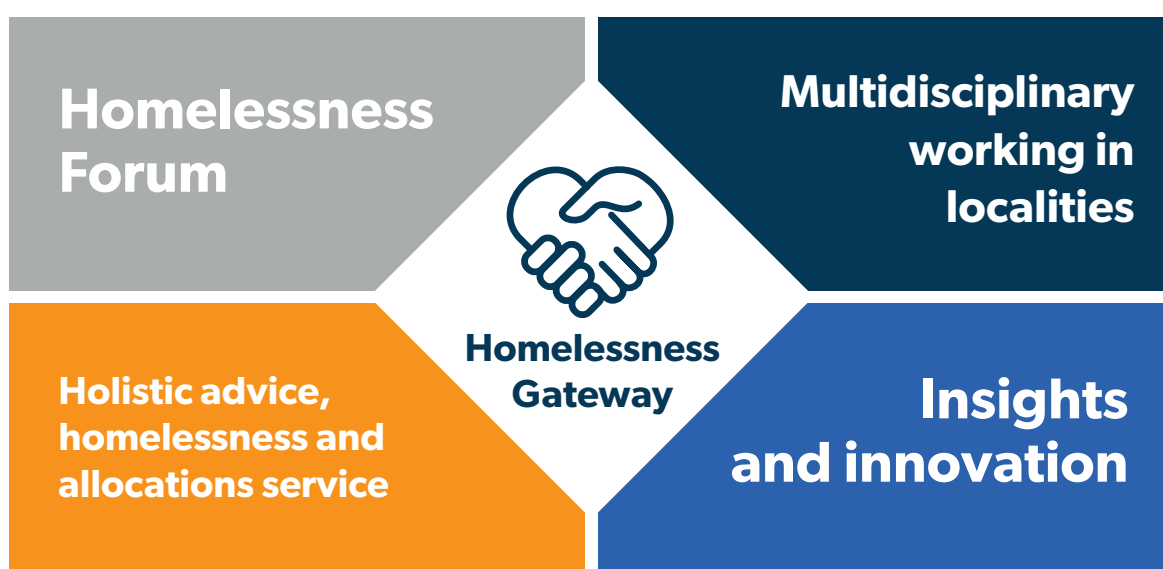 Homelessness
Forum
Multidisciplinary
working in
localities
Homelessness
Gateway
Holistic advice,
homelessness and
allocations service
Insights
and innovation